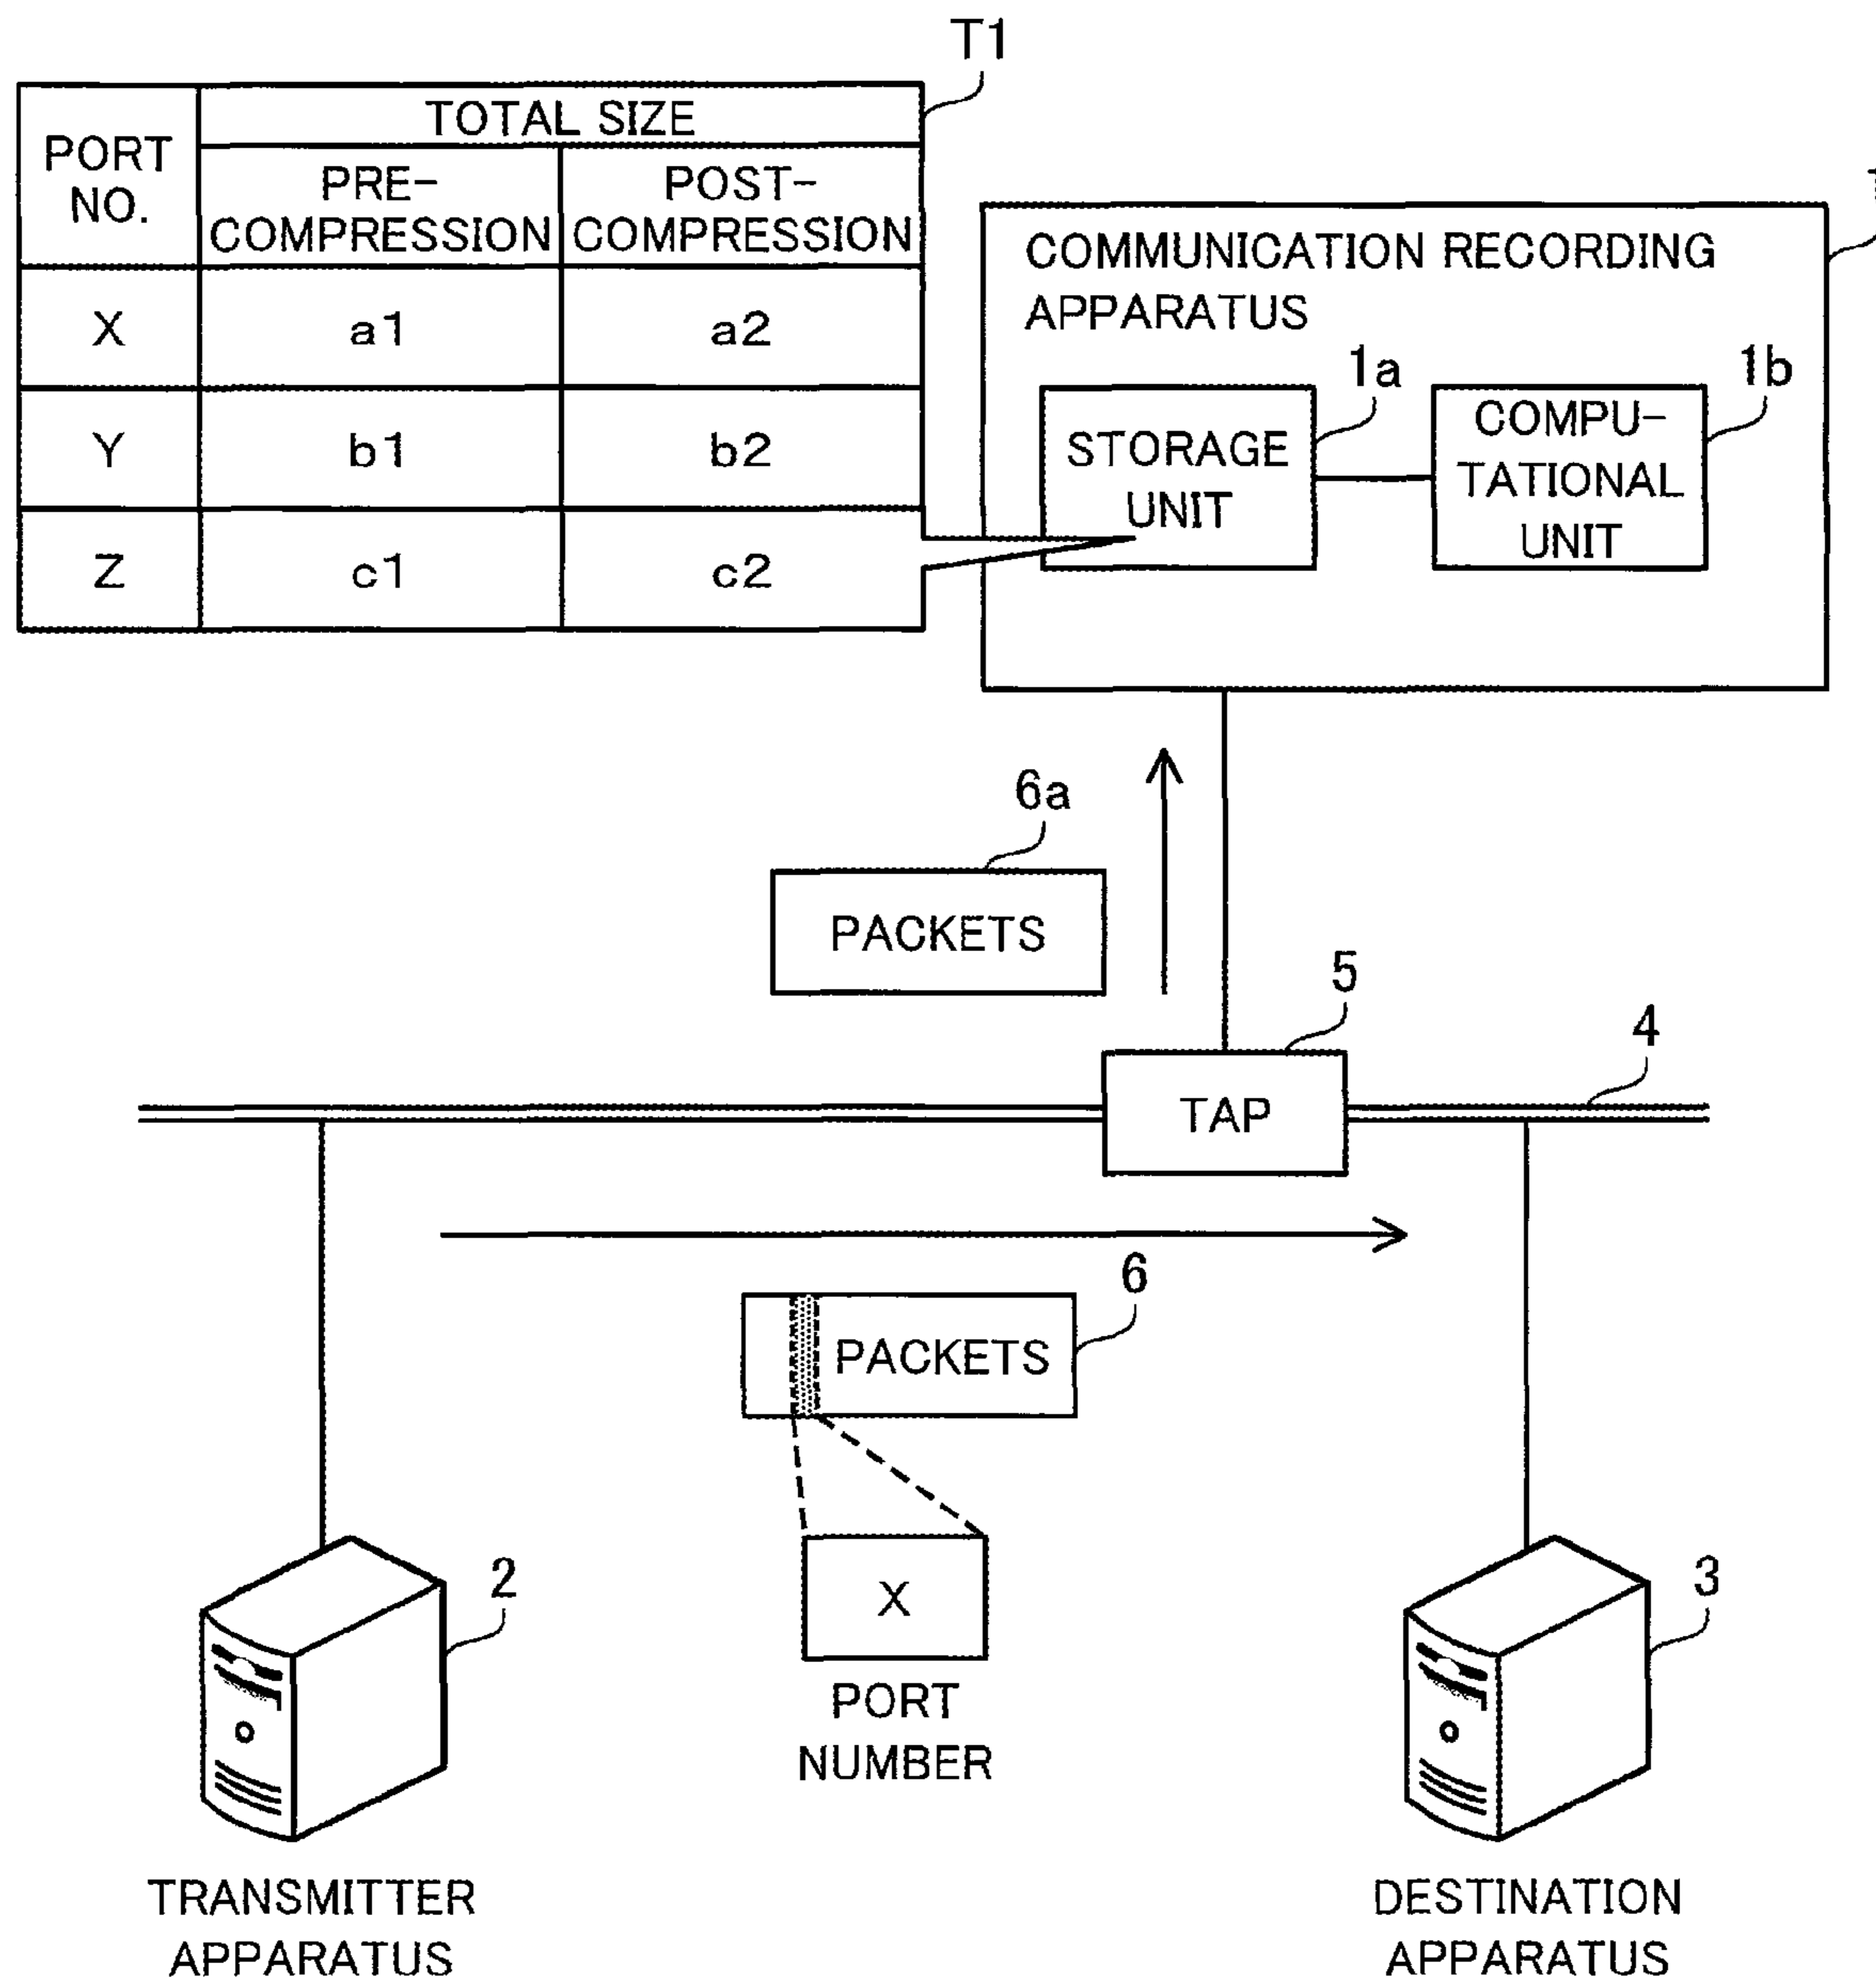 T1
PORT NO.
TOTAL SIZE
PRE-COMPRESSION
POST-COMPRESSION
X a1 a2
Y b1 b2
Z c1 c2
COMMUNICATION RECORDING
APPARATUS
1a
STORAGE
UNIT
1b
COMPU-
TATIONAL
UNIT
6a
PACKETS
5
TAP
4
6
PACKETS
X
PORT
NUMBER
2
TRANSMITTER
APPARATUS
3
DESTINATION
APPARATUS